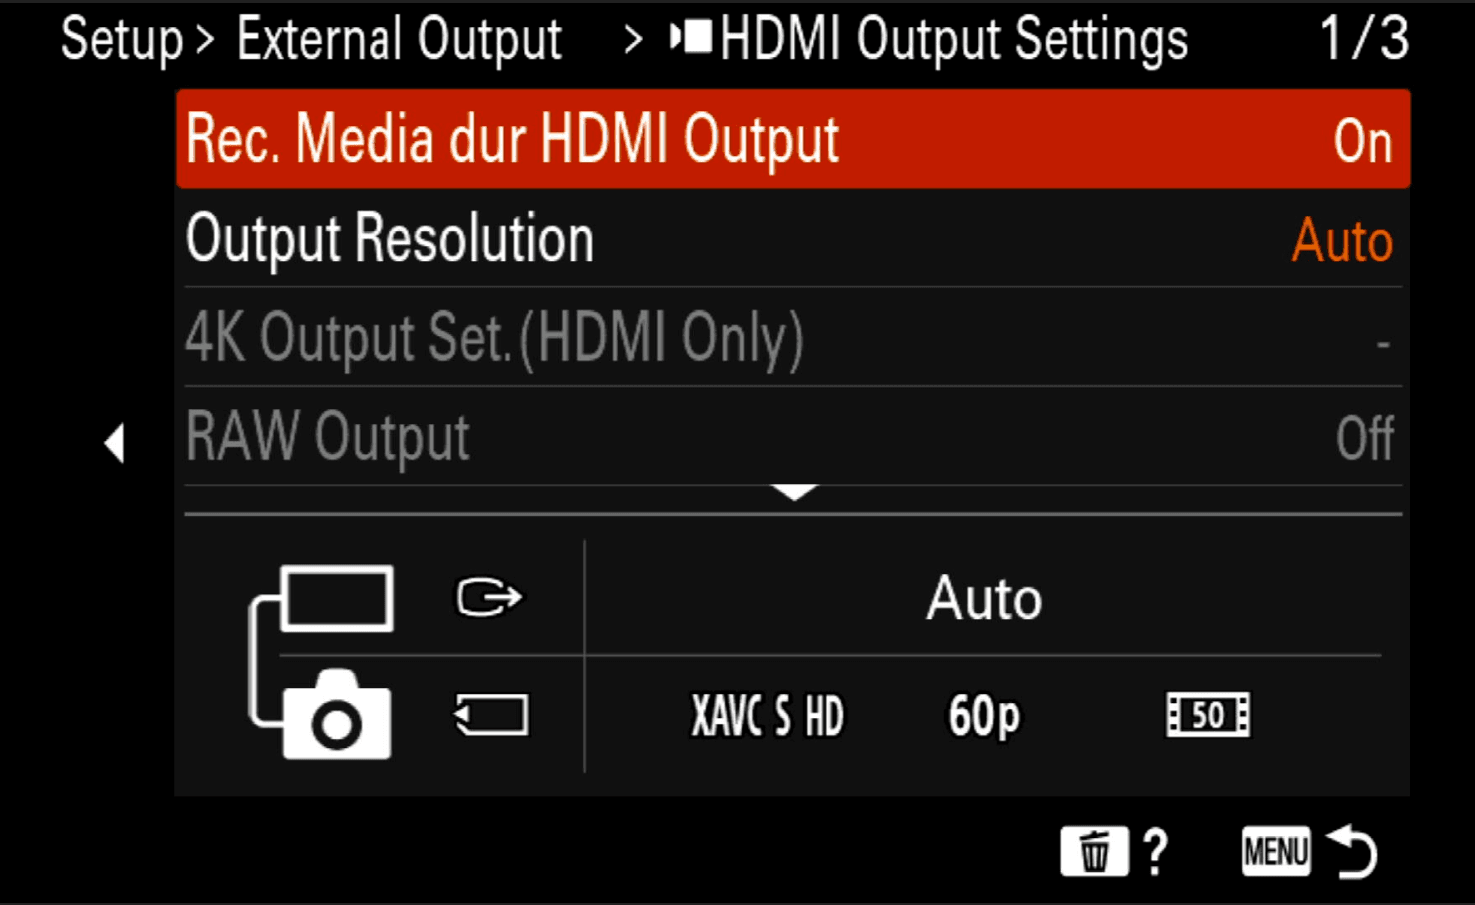 Setup > External Output > HDMI Output Settings 1/3
Rec. Media dur HDMI Output On
Output Resolution Auto
4K Output Set.(HDMI Only) -
RAW Output Off
Auto
XAVC S HD 60p 50
? MENU